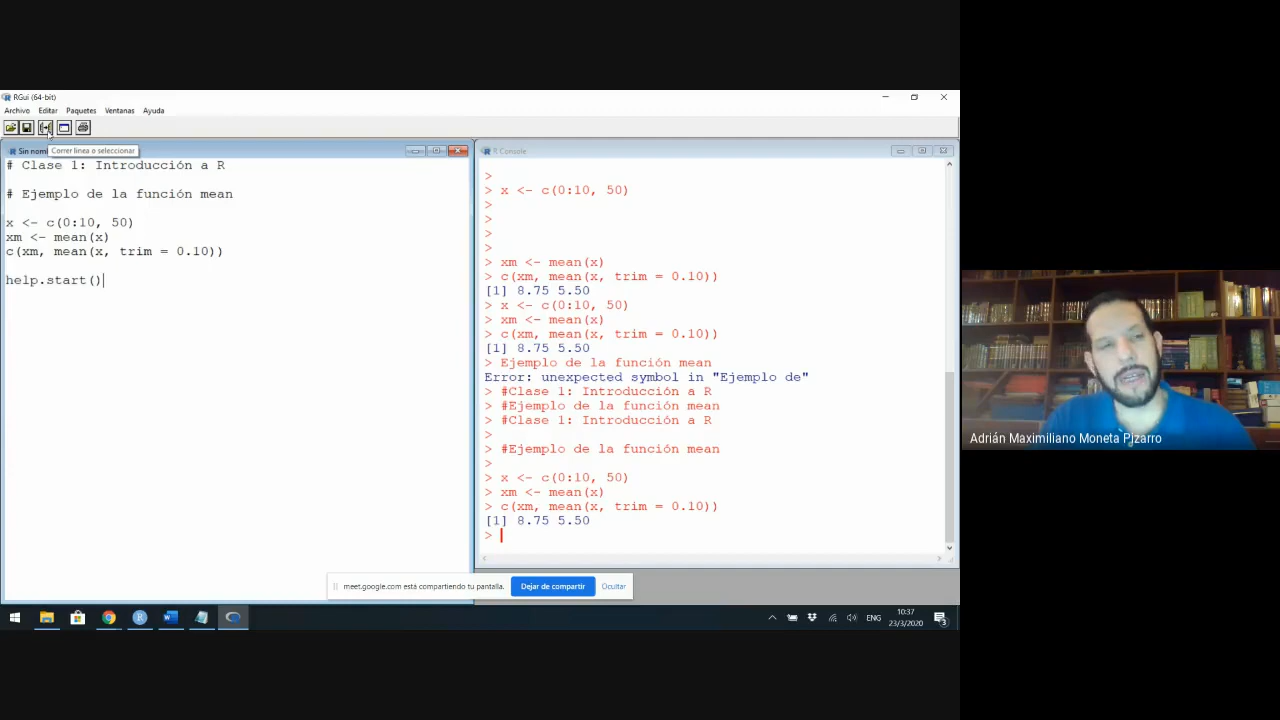 RGui (64-bit)
Archivo Editar Paquetes Ventanas Ayuda
Correr linea o seleccionar
Sin nom
# Clase 1: Introducción a R
# Ejemplo de la función mean
x <- c(0:10, 50)
xm <- mean(x)
c(xm, mean(x, trim = 0.10))
help.start()
R Console
>
> x <- c(0:10, 50)
>
>
>
>
> xm <- mean(x)
> c(xm, mean(x, trim = 0.10))
[1] 8.75 5.50
> x <- c(0:10, 50)
> xm <- mean(x)
> c(xm, mean(x, trim = 0.10))
[1] 8.75 5.50
> Ejemplo de la función mean
Error: unexpected symbol in "Ejemplo de"
> #Clase 1: Introducción a R
> #Ejemplo de la función mean
> #Clase 1: Introducción a R
>
> #Ejemplo de la función mean
>
> x <- c(0:10, 50)
> xm <- mean(x)
> c(xm, mean(x, trim = 0.10))
[1] 8.75 5.50
>
meet.google.com está compartiendo tu pantalla. Dejar de compartir Ocultar
ENG
10:37
23/3/2020
3
Adrián Maximiliano Moneta Pizarro